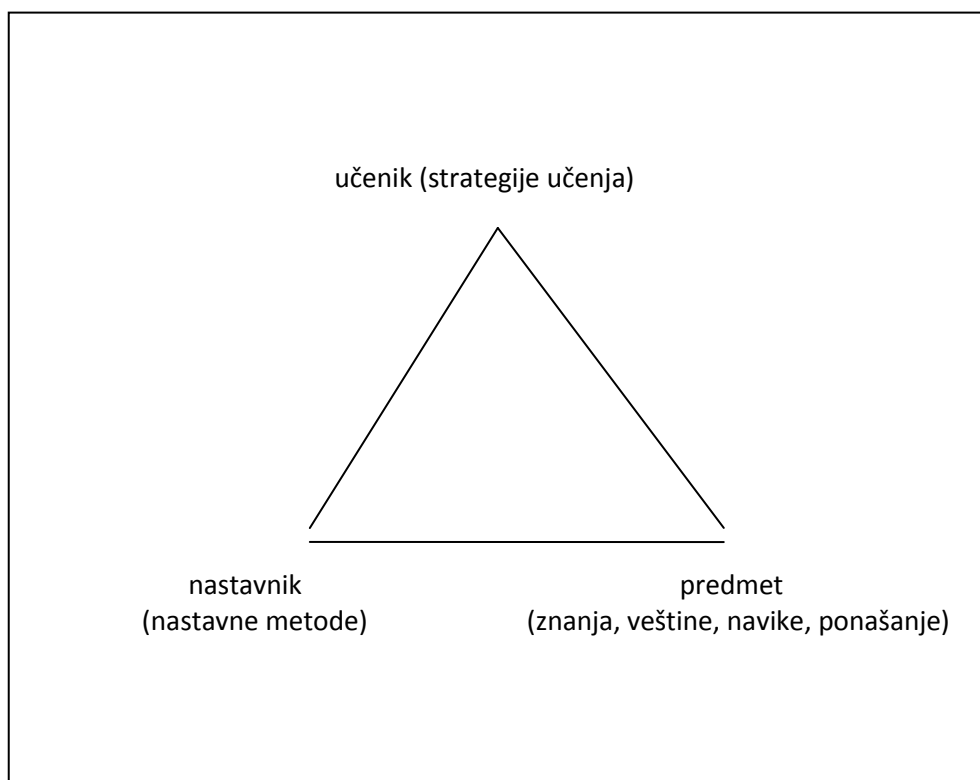 učenik (strategije učenja)
nastavnik
(nastavne metode)
predmet
(znanja, veštine, navike, ponašanje)